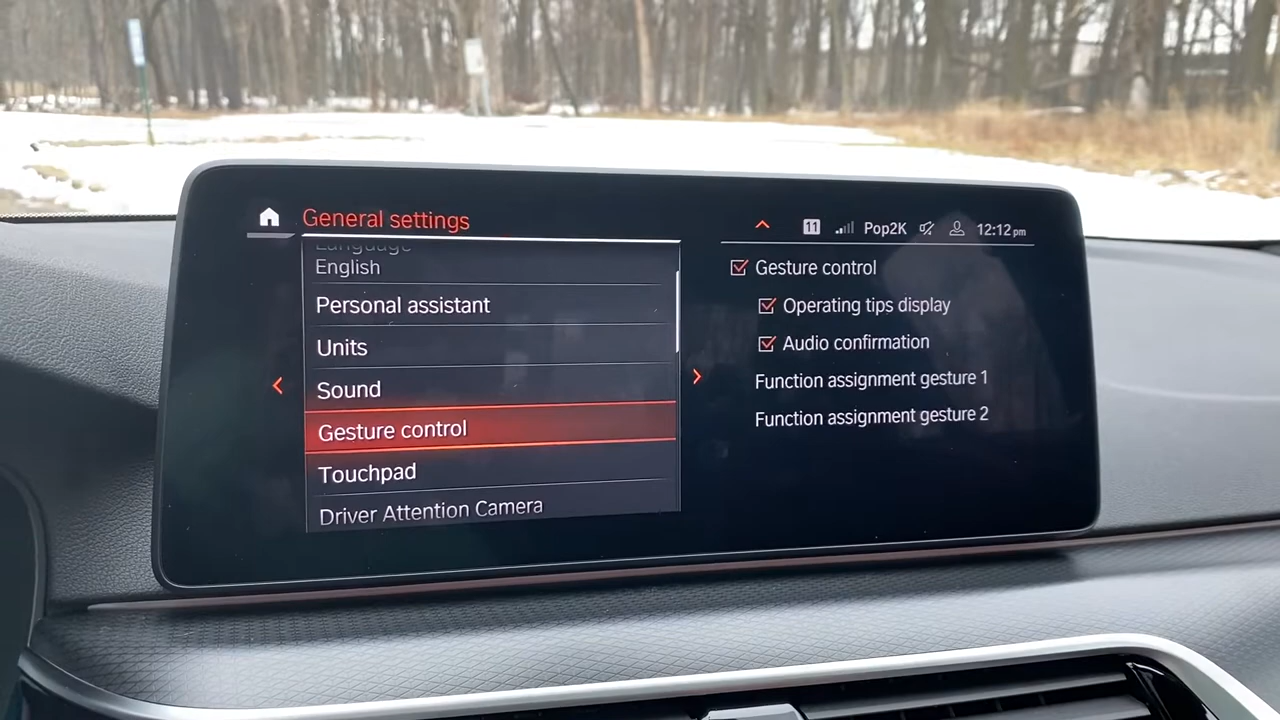 General settings
11 Pop2K 12:12 pm
Language
English
Personal assistant
Units
Sound
Gesture control
Touchpad
Driver Attention Camera
Gesture control
Operating tips display
Audio confirmation
Function assignment gesture 1
Function assignment gesture 2